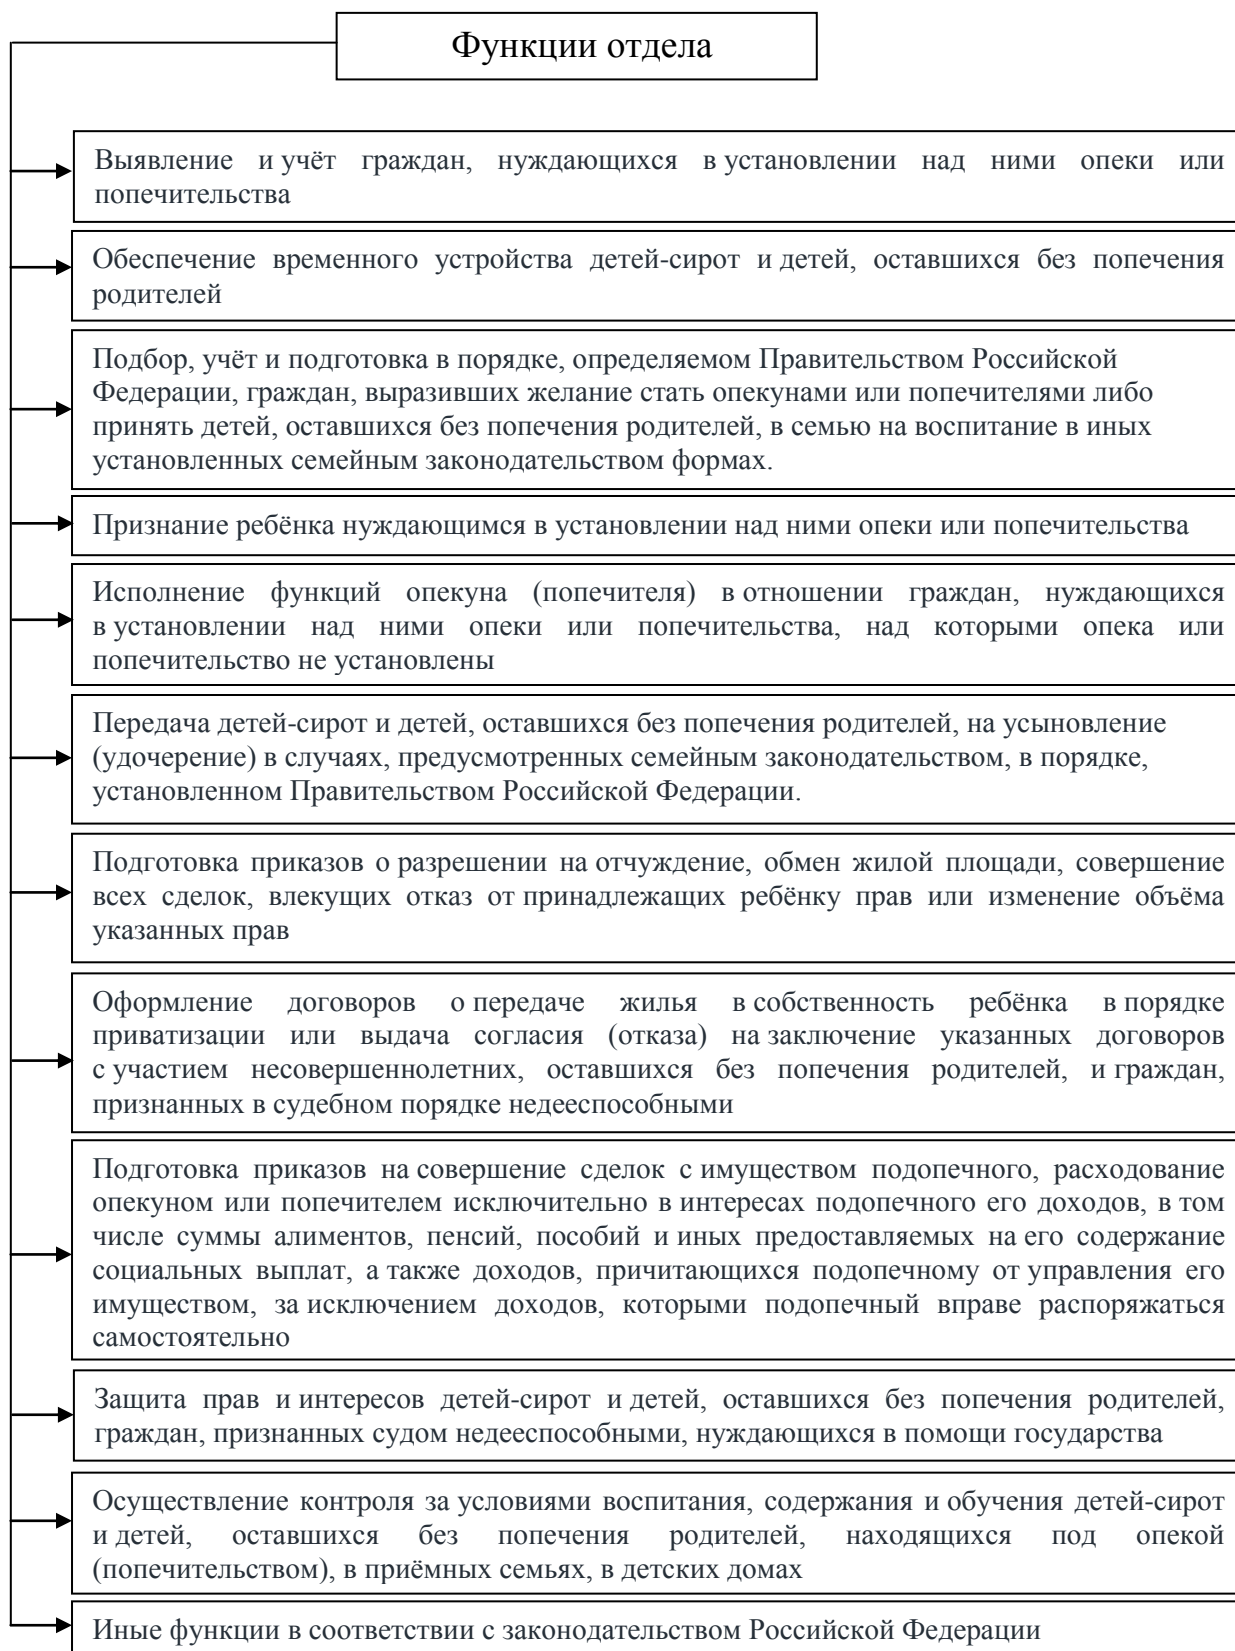 Функции отдела
Выявление и учёт граждан, нуждающихся в установлении над ними опеки или
попечительства
Обеспечение временного устройства детей-сирот и детей, оставшихся без попечения
родителей
Подбор, учёт и подготовка в порядке, определяемом Правительством Российской
Федерации, граждан, выразивших желание стать опекунами или попечителями либо
принять детей, оставшихся без попечения родителей, в семью на воспитание в иных
установленных семейным законодательством формах.
Признание ребёнка нуждающимся в установлении над ними опеки или попечительства
Исполнение функций опекуна (попечителя) в отношении граждан, нуждающихся
в установлении над ними опеки или попечительства, над которыми опека или
попечительство не установлены
Передача детей-сирот и детей, оставшихся без попечения родителей, на усыновление
(удочерение) в случаях, предусмотренных семейным законодательством, в порядке,
установленном Правительством Российской Федерации.
Подготовка приказов о разрешении на отчуждение, обмен жилой площади, совершение
всех сделок, влекущих отказ от принадлежащих ребёнку прав или изменение объёма
указанных прав
Оформление договоров о передаче жилья в собственность ребёнка в порядке
приватизации или выдача согласия (отказа) на заключение указанных договоров
с участием несовершеннолетних, оставшихся без попечения родителей, и граждан,
признанных в судебном порядке недееспособными
Подготовка приказов на совершение сделок с имуществом подопечного, расходование
опекуном или попечителем исключительно в интересах подопечного его доходов, в том
числе суммы алиментов, пенсий, пособий и иных предоставляемых на его содержание
социальных выплат, а также доходов, причитающихся подопечному от управления его
имуществом, за исключением доходов, которыми подопечный вправе распоряжаться
самостоятельно
Защита прав и интересов детей-сирот и детей, оставшихся без попечения родителей,
граждан, признанных судом недееспособными, нуждающихся в помощи государства
Осуществление контроля за условиями воспитания, содержания и обучения детей-сирот
и детей, оставшихся без попечения родителей, находящихся под опекой
(попечительством), в приёмных семьях, в детских домах
Иные функции в соответствии с законодательством Российской Федерации